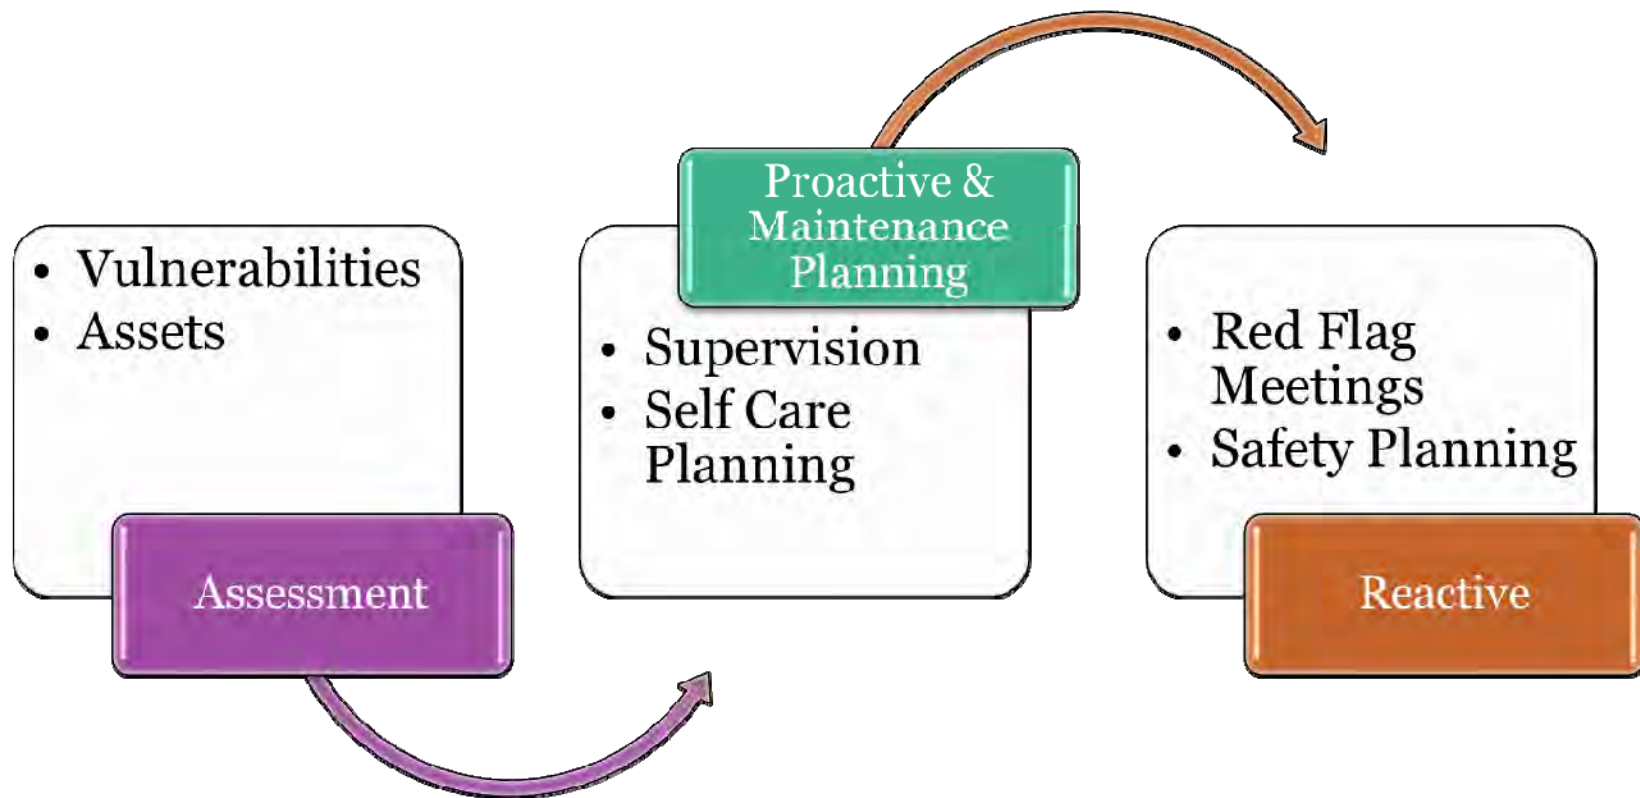 • Vulnerabilities
• Assets
Assessment
Proactive &
Maintenance
Planning
• Supervision
• Self Care
Planning
• Red Flag
Meetings
• Safety Planning
Reactive